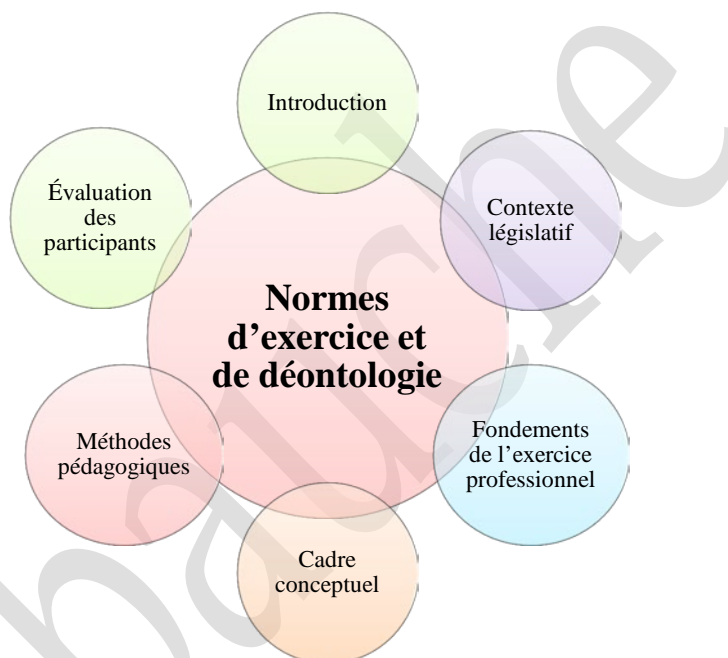 Introduction
Contexte
législatif
Fondements
de l'exercice
professionnel
Cadre
conceptuel
Méthodes
pédagogiques
Évaluation
des
participants
Normes
d'exercice et
de déontologie
bauche